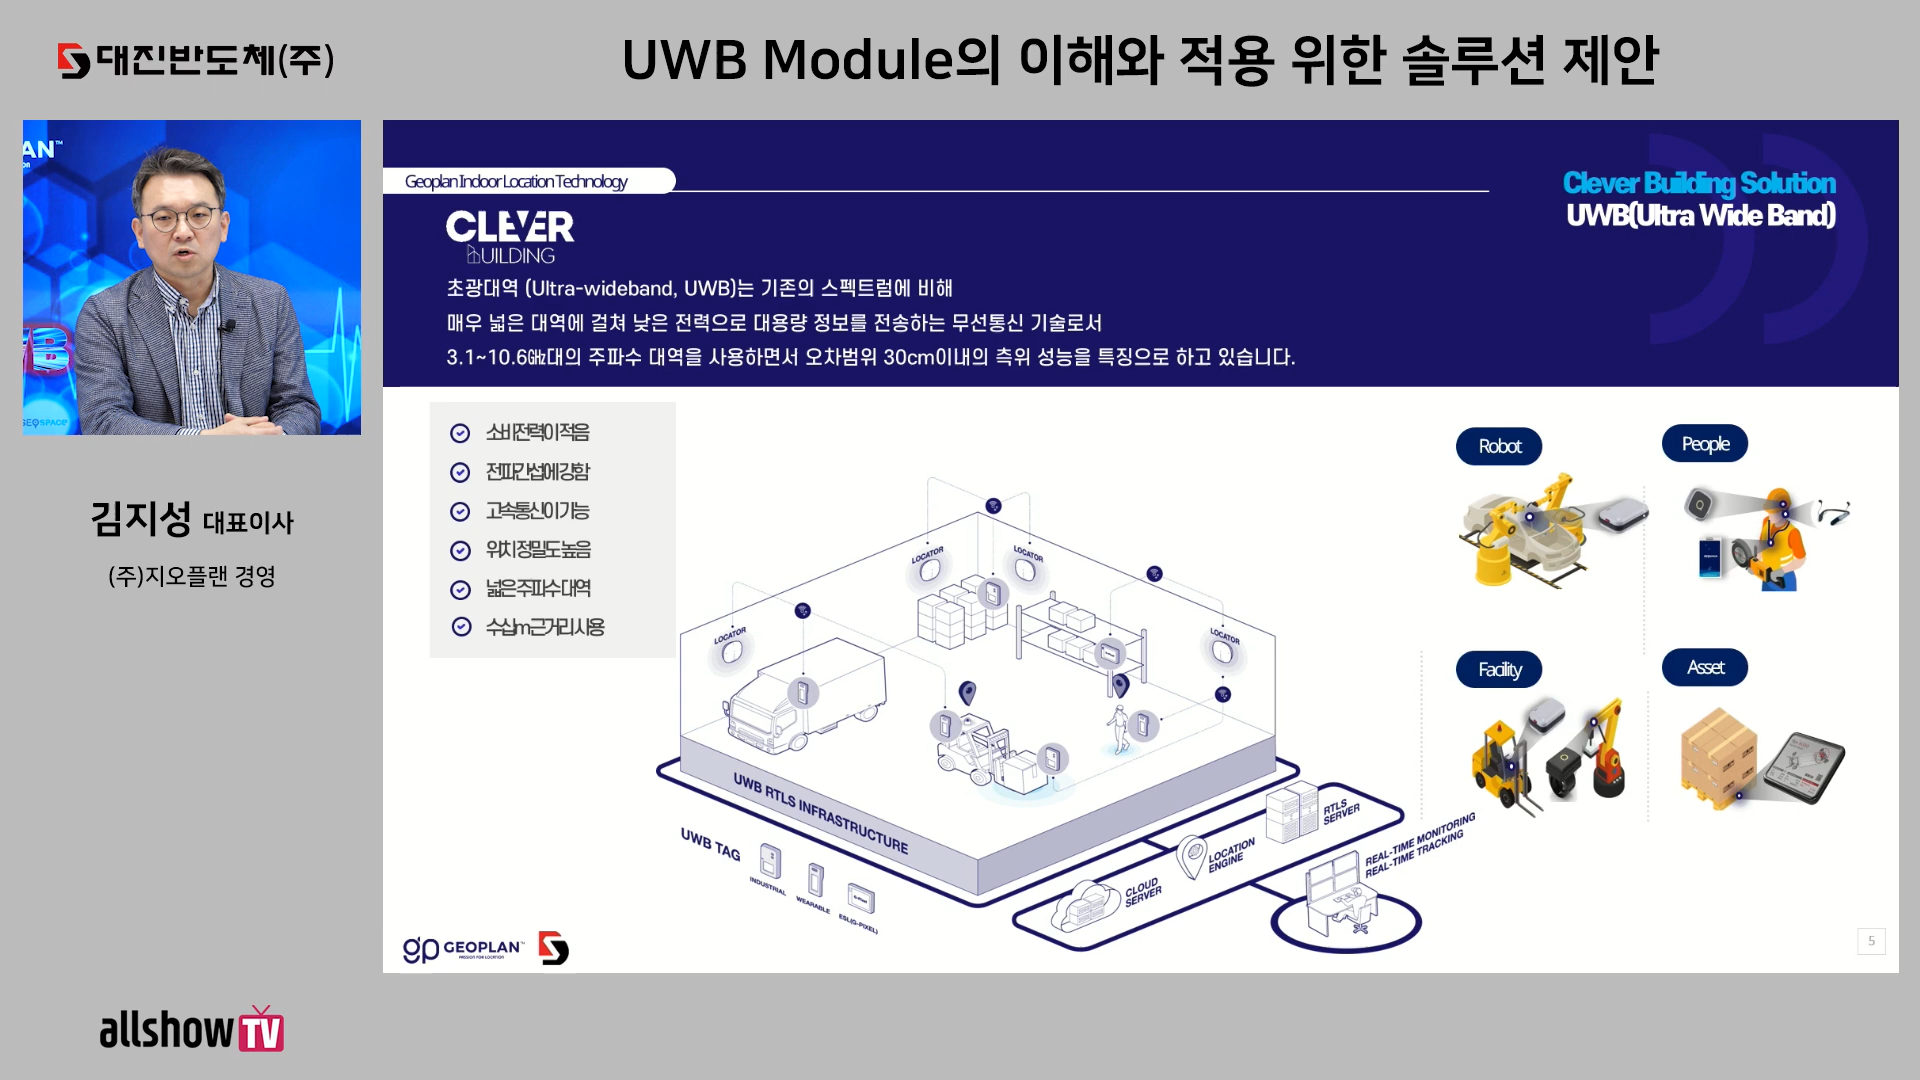 대진반도체(주)
UWB Module의 이해와 적용 위한 솔루션 제안
AN™
B
GEOSPACE
김지성 대표이사
(주)지오플랜 경영
allshow TV
Geoplan Indoor Location Technology
Clever Building Solution
UWB(Ultra Wide Band)
CLEVER
BUILDING
초광대역 (Ultra-wideband, UWB)는 기존의 스펙트럼에 비해
매우 넓은 대역에 걸쳐 낮은 전력으로 대용량 정보를 전송하는 무선통신 기술로서
3.1~10.6㎓대의 주파수 대역을 사용하면서 오차범위 30cm이내의 측위 성능을 특징으로 하고 있습니다.
소비전력이 적음
전파간섭에 강함
고속통신이 가능
위치 정밀도 높음
넓은 주파수 대역
수십m 근거리 사용
LOCATOR
LOCATOR
LOCATOR
LOCATOR
UWB RTLS INFRASTRUCTURE
UWB TAG
INDUSTRIAL
WEARABLE
ESL(G-PIXEL)
CLOUD
SERVER
LOCATION
ENGINE
RTLS
SERVER
REAL-TIME MONITORING
REAL-TIME TRACKING
Robot
People
Facility
Asset
gp GEOPLAN™
PASSION FOR LOCATION
5